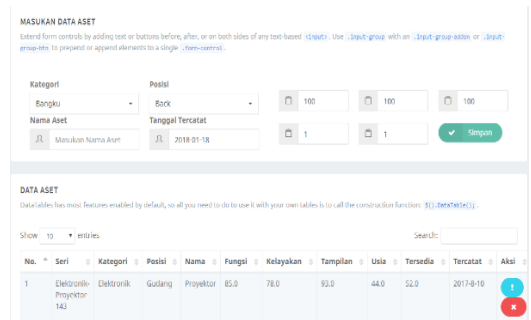 MASUKAN DATA ASET
Extend form controls by adding text or buttons before, after, or on both sides of any text-based <input>. Use .input-group with an .input-group-addon or .input-
group-btn to prepend or append elements to a single .form-control.
Kategori Posisi
Bangku Back 100 100 100
Nama Aset Tanggal Tercatat
Masukan Nama Aset 2018-01-18 1 1 Simpan
DATA ASET
DataTables has most features enabled by default, so all you need to do to use it with your own tables is to call the construction function: $().DataTable();.
Show 10 entries Search:
No. Seri Kategori Posisi Nama Fungsi Kelayakan Tampilan Usia Tersedia Tercatat Aksi
1 Elektronik- Elektronik Gudang Proyektor 85.0 78.0 93.0 44.0 52.0 2017-8-10
Proyektor
143